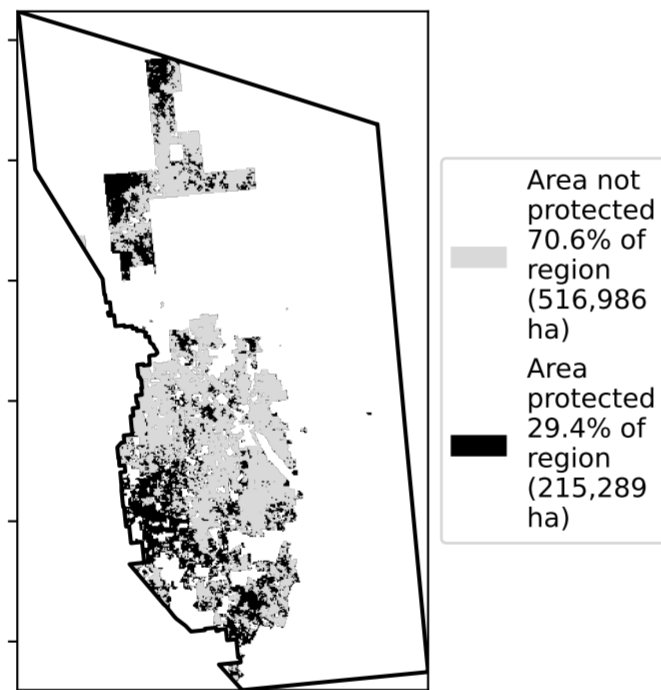 Area not
protected
70.6% of
region
(516,986
ha)
Area
protected
29.4% of
region
(215,289
ha)